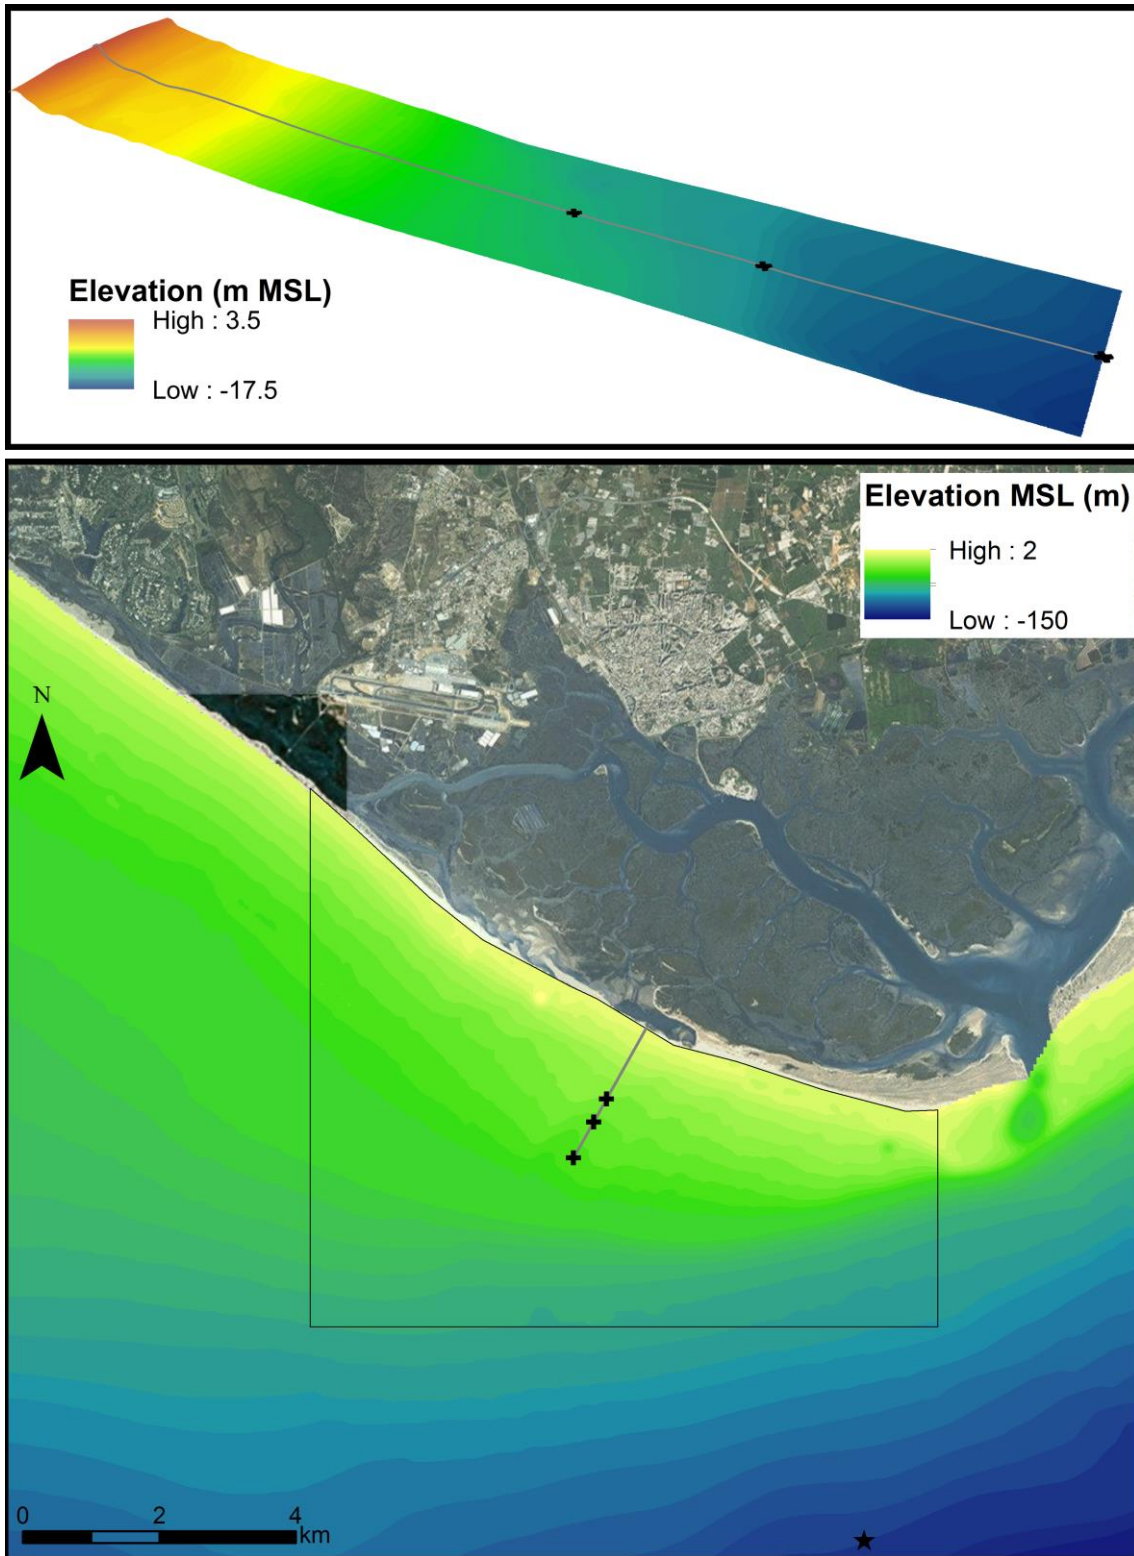 Elevation (m MSL)
High : 3.5
Low : -17.5
Elevation MSL (m)
High : 2
Low : -150
N
0 2 4
km